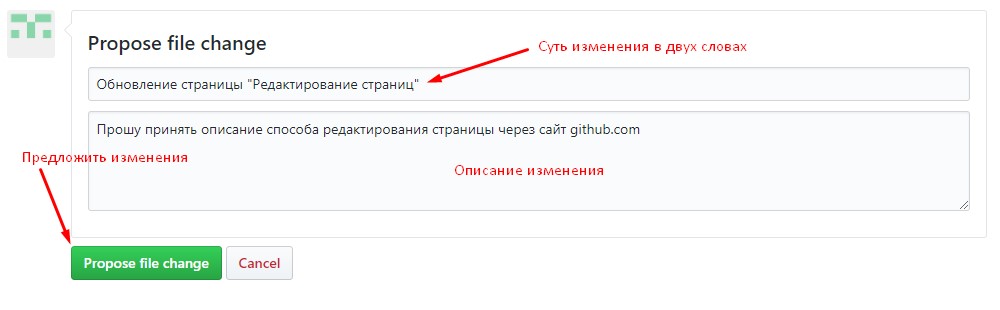 Propose file change
Суть изменения в двух словах
Обновление страницы "Редактирование страниц"
Прошу принять описание способа редактирования страницы через сайт github.com
Предложить изменения
Описание изменения
Propose file change
Cancel